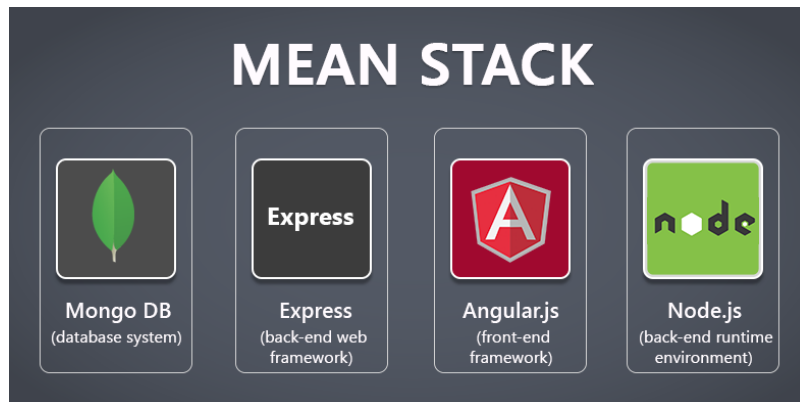 MEAN STACK
Express
A
node
Mongo DB
(database system)
Express
(back-end web
framework)
Angular.js
(front-end
framework)
Node.js
(back-end runtime
environment)